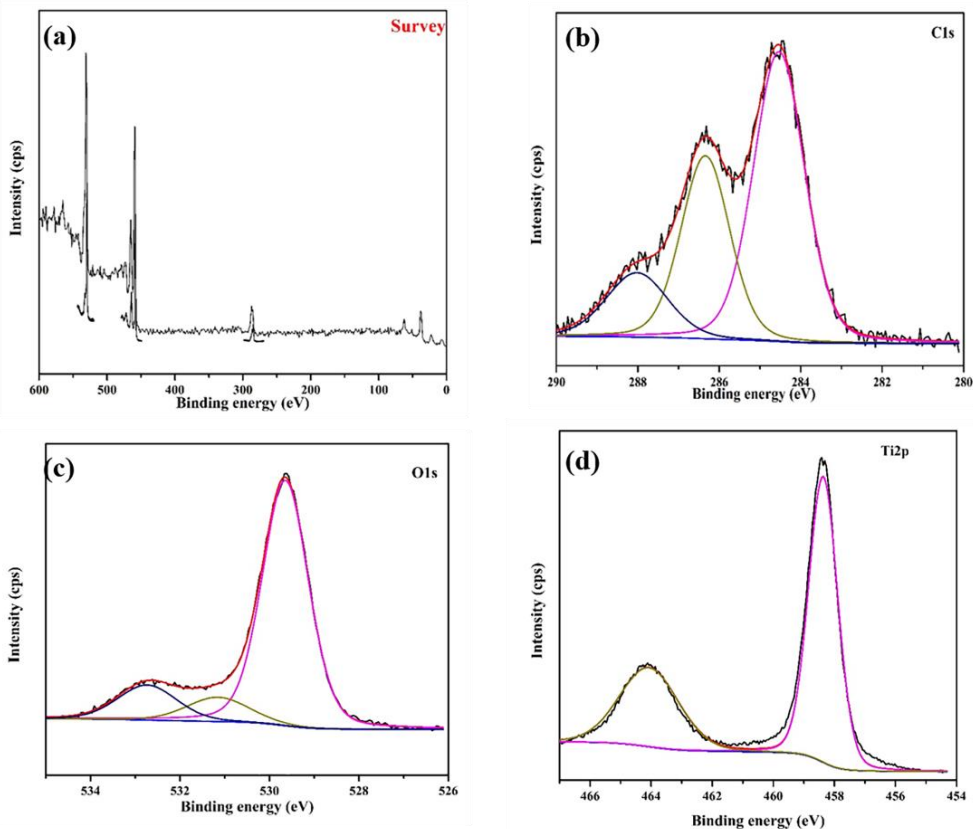 (a)
Survey
Intensity (cps)
600 500 400 300 200 100 0
Binding energy (eV)
(b)
C1s
Intensity (cps)
290 288 286 284 282 280
Binding energy (eV)
(c)
O1s
Intensity (cps)
534 532 530 528 526
Binding energy (eV)
(d)
Ti2p
Intensity (cps)
466 464 462 460 458 456 454
Binding energy (eV)